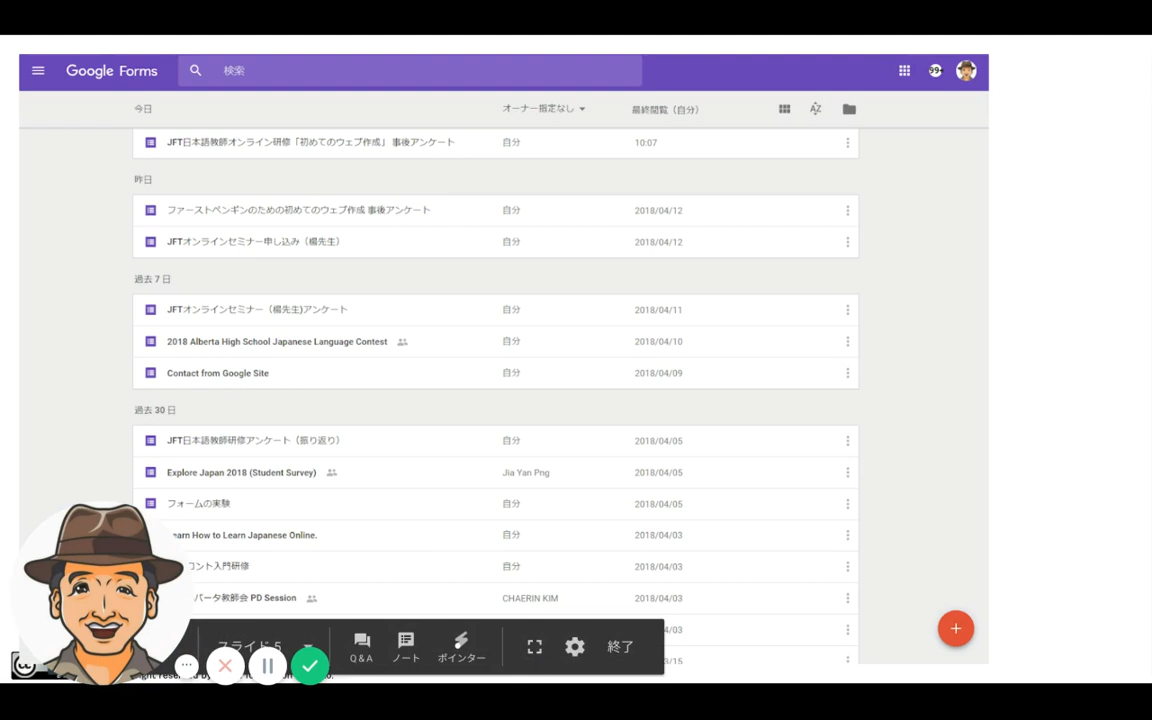 Google Forms
検索
99+
今日
オーナー指定なし
最終閲覧（自分）
JFT日本語教師オンライン研修「初めてのウェブ作成」 事後アンケート 自分 10:07
昨日
ファーストペンギンのための初めてのウェブ作成 事後アンケート 自分 2018/04/12
JFTオンラインセミナー申し込み（楊先生） 自分 2018/04/12
過去 7 日
JFTオンラインセミナー（楊先生)アンケート 自分 2018/04/11
2018 Alberta High School Japanese Language Contest 自分 2018/04/10
Contact from Google Site 自分 2018/04/09
過去 30 日
JFT日本語教師研修アンケート（振り返り） 自分 2018/04/05
Explore Japan 2018 (Student Survey) Jia Yan Png 2018/04/05
フォームの実験 自分 2018/04/05
earn How to Learn Japanese Online. 自分 2018/04/03
ロント入門研修 自分 2018/04/03
バータ教師会 PD Session CHAERIN KIM 2018/04/03
/04/03
スライド 5
Q&A
ノート
ポインター
終了
3/15